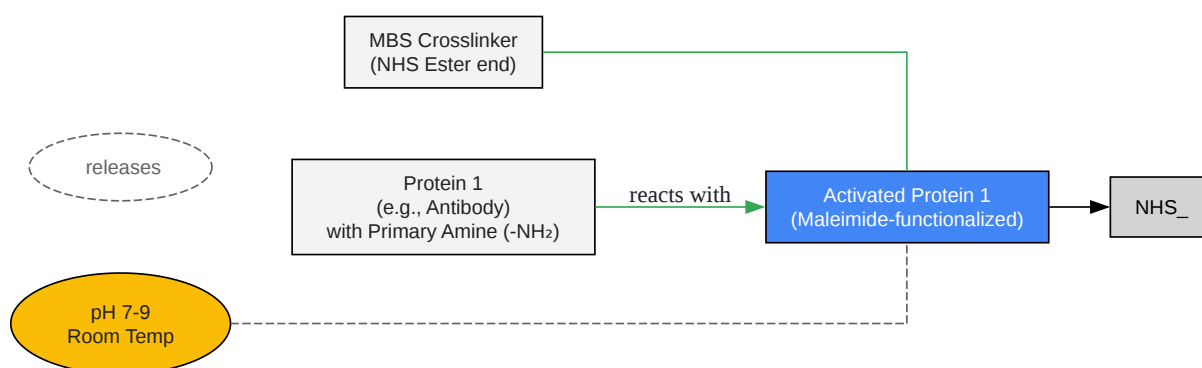 MBS Crosslinker
(NHS Ester end)
releases
Protein 1
(e.g., Antibody)
with Primary Amine (-NH₂)
reacts with
Activated Protein 1
(Maleimide-functionalized)
NHS_
pH 7-9
Room Temp